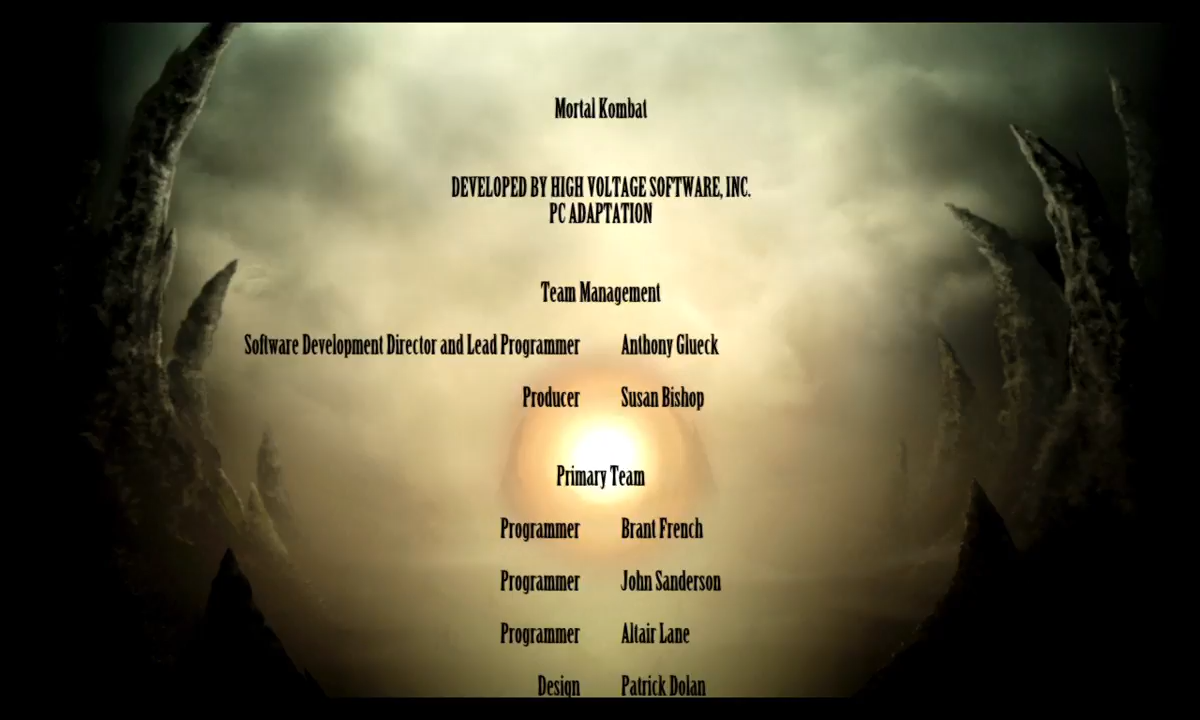 Mortal Kombat
DEVELOPED BY HIGH VOLTAGE SOFTWARE, INC.
PC ADAPTATION
Team Management
Software Development Director and Lead Programmer Anthony Glueck
Producer Susan Bishop
Primary Team
Programmer Brant French
Programmer John Sanderson
Programmer Altair Lane
Design Patrick Dolan